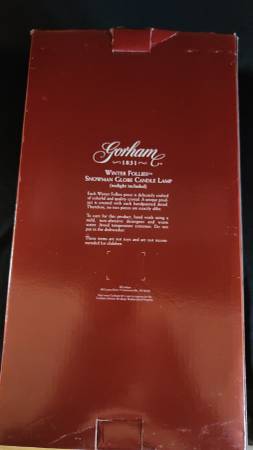 Gorham
~1831~
WINTER FOLLIES™
SNOWMAN GLOBE CANDLE LAMP
(tealight included)
Each Winter Follies piece is delicately crafted
of colorful and quality crystal. A unique prod-
uct is created with each handpainted detail.
Therefore, no two pieces are exactly alike.
To care for this product, hand wash using a
mild, non-abrasive detergent and warm
water. Avoid temperature extremes. Do not
put in the dishwasher.
These items are not toys and are not recom-
mended for children.